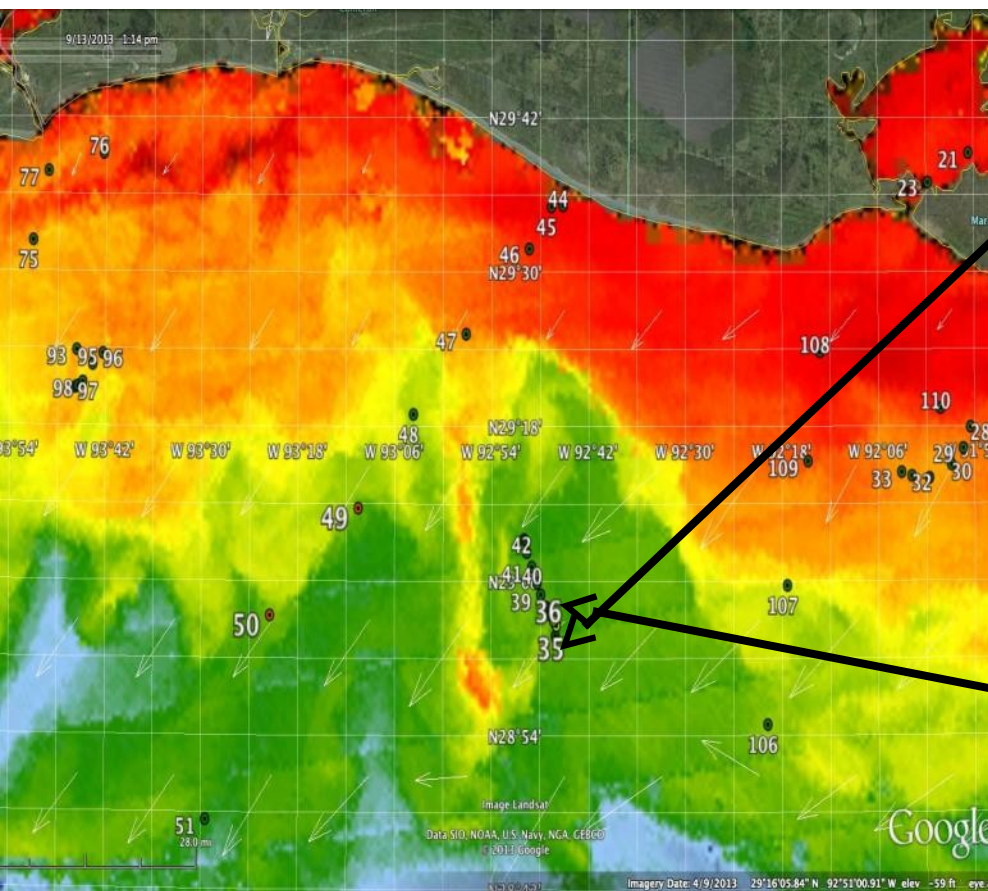 9/13/2013 1:14 pm
N29°42'
76
77
21
23
44
45
75
46
N29°30'
47
108
93
95
96
98
97
110
48
N29°18'
28
W 93°42'
W 93°30'
W 93°18'
W 93°06'
W 92°54'
W 92°42'
W 92°30'
W 92°18'
W 92°06'
109
29
33
32
30
49
42
41
40
39
36
107
50
35
N28°54'
106
Image Landsat
51
28.0 mi
Data SIO, NOAA, U.S. Navy, NGA, GEBCO
© 2013 Google
Google
Imagery Date: 4/9/2013 29°16'05.84" N 92°51'00.91" W elev -59 ft eye